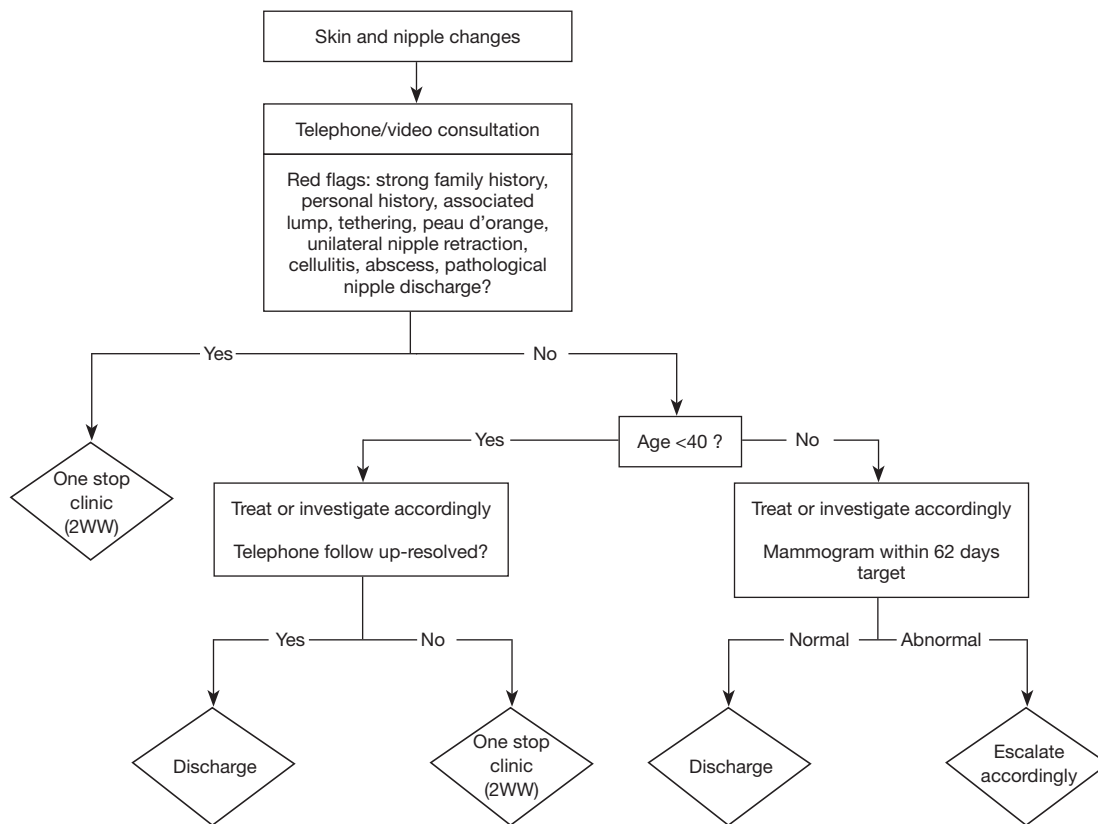 Skin and nipple changes
Telephone/video consultation
Red flags: strong family history,
personal history, associated
lump, tethering, peau d’orange,
unilateral nipple retraction,
cellulitis, abscess, pathological
nipple discharge?
Yes
No
One stop
clinic
(2WW)
Age <40 ?
Yes
No
Treat or investigate accordingly
Telephone follow up-resolved?
Treat or investigate accordingly
Mammogram within 62 days
target
Yes
No
Normal
Abnormal
Discharge
One stop
clinic
(2WW)
Discharge
Escalate
accordingly